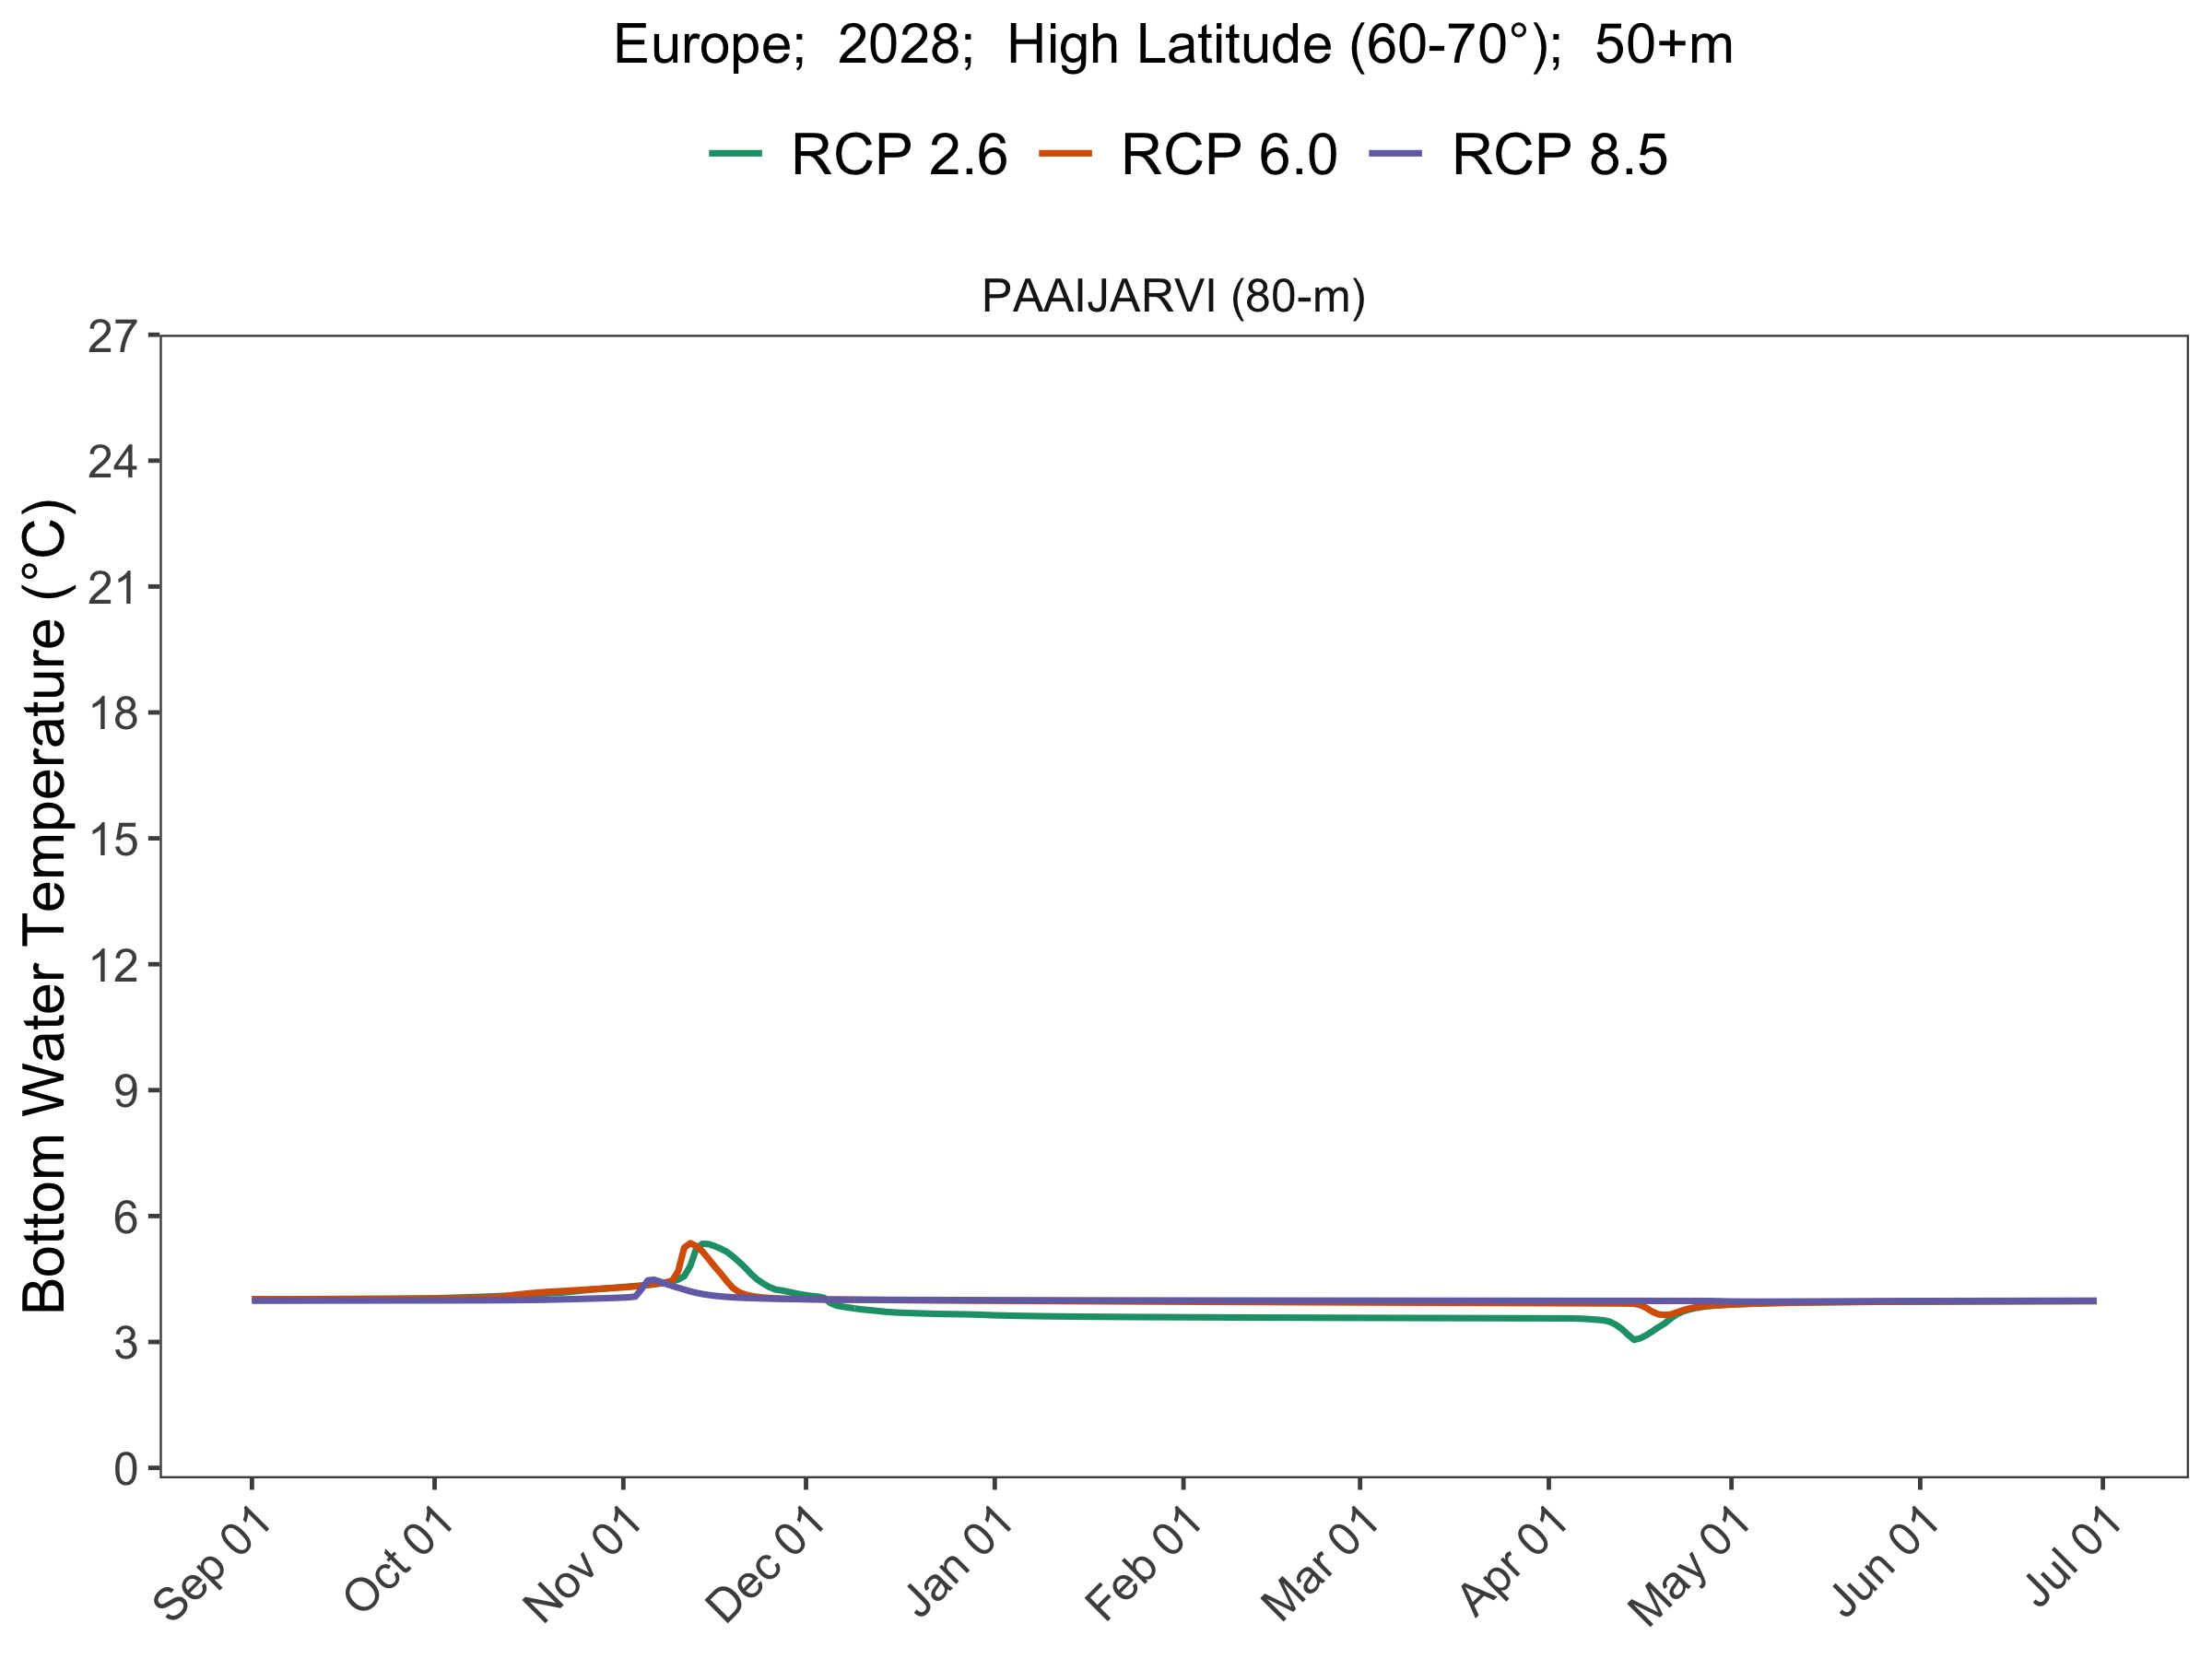 Europe;  2028;  High Latitude (60-70°);  50+m
RCP 2.6 RCP 6.0 RCP 8.5
PAAIJARVI (80-m)
Bottom Water Temperature (°C)
27
24
21
18
15
12
9
6
3
0
Sep 01 Oct 01 Nov 01 Dec 01 Jan 01 Feb 01 Mar 01 Apr 01 May 01 Jun 01 Jul 01